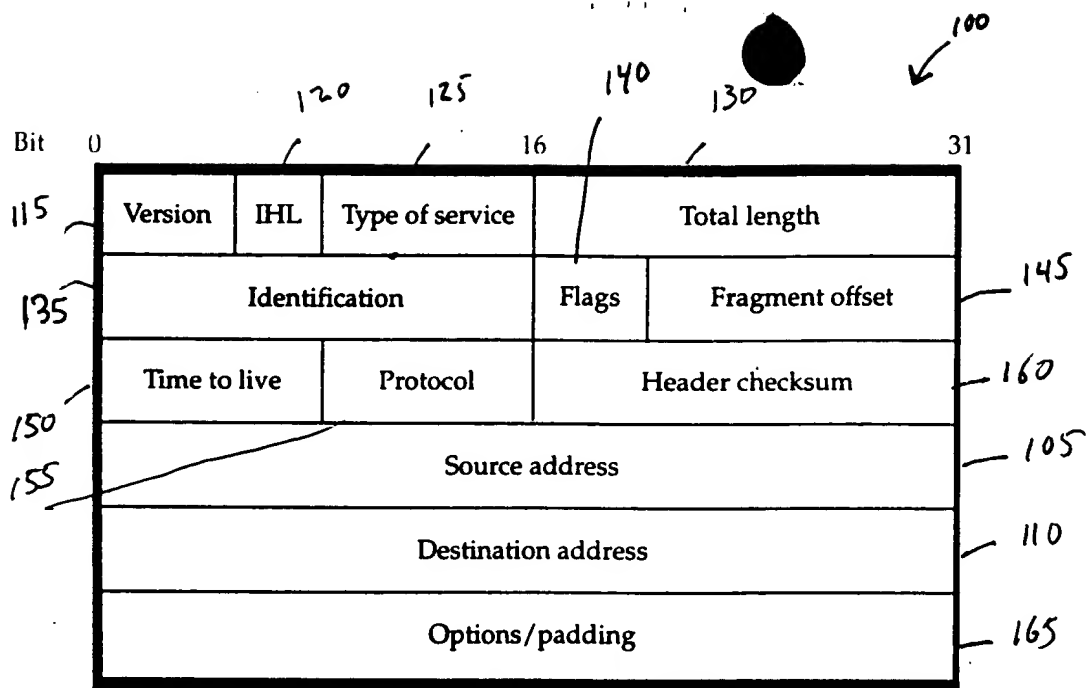 100
120 125 140 130
Bit 0 16 31
115 Version IHL Type of service Total length
135 Identification Flags Fragment offset 145
150 Time to live Protocol Header checksum 160
155 Source address 105
Destination address 110
Options/padding 165